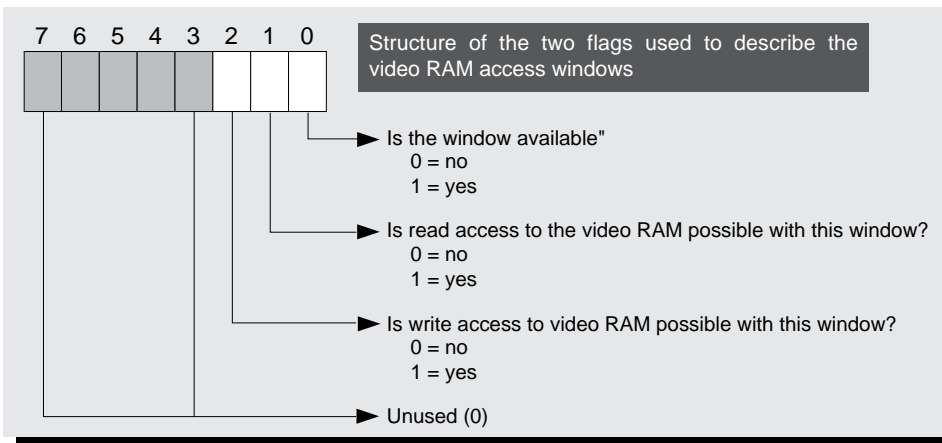 7 6 5 4 3 2 1 0
Structure of the two flags used to describe the
video RAM access windows
Is the window available"
0 = no
1 = yes
Is read access to the video RAM possible with this window?
0 = no
1 = yes
Is write access to video RAM possible with this window?
0 = no
1 = yes
Unused (0)